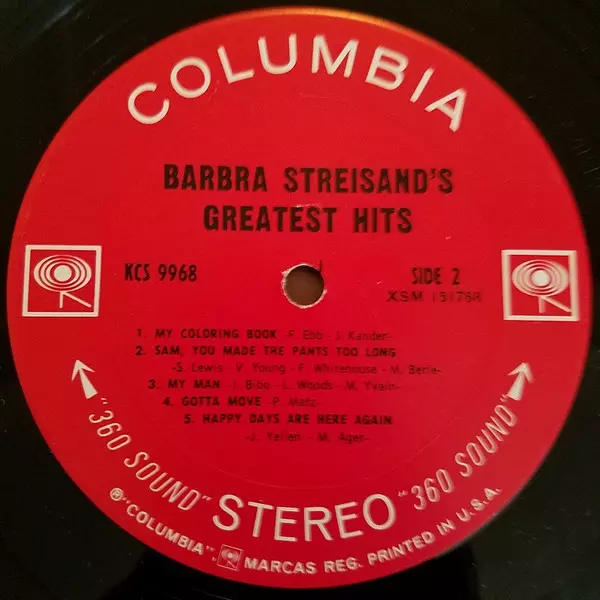 COLUMBIA
BARBRA STREISAND'S
GREATEST HITS
KCS 9968
SIDE 2
XSM 151768
1. MY COLORING BOOK -F. Ebb - J. Kander-
2. SAM, YOU MADE THE PANTS TOO LONG
-S. Lewis - V. Young - F. Whitehouse - M. Berle-
3. MY MAN -J. Bibo - L. Woods - M. Yvain-
4. GOTTA MOVE -P. Matz-
5. HAPPY DAYS ARE HERE AGAIN
-J. Yellen - M. Ager-
"360 SOUND" STEREO "360 SOUND"
℗"COLUMBIA". MARCAS REG. PRINTED IN U.S.A.